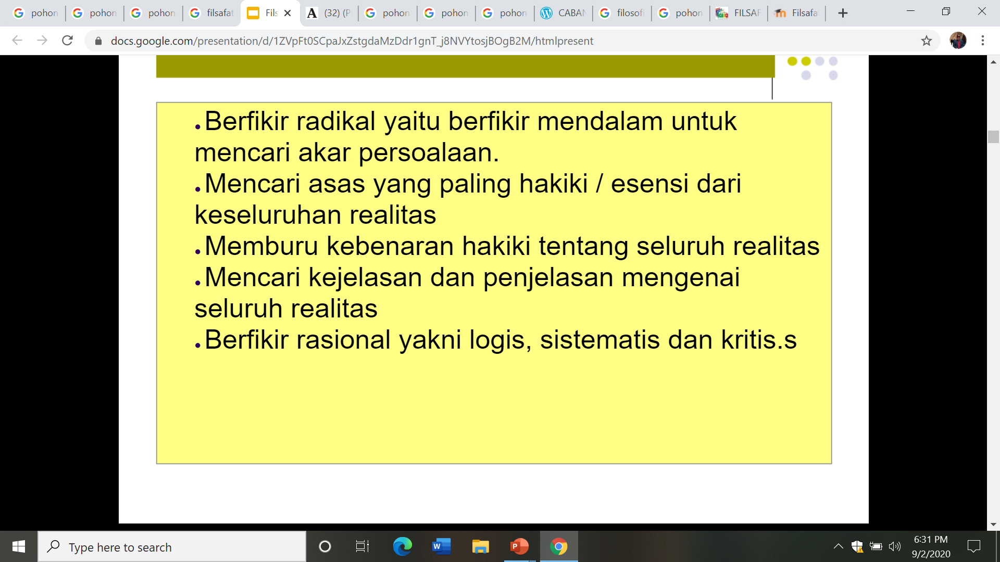 pohon
pohon
pohon
filsafat
Fils
(32) (P
pohon
pohon
pohon
CABAN
filosofi
pohon
FILSAF
Filsafat
docs.google.com/presentation/d/1ZVpFt0SCpaJxZstgdaMzDdr1gnT_j8NVYtosjBOgB2M/htmlpresent
•Berfikir radikal yaitu berfikir mendalam untuk
mencari akar persoalaan.
•Mencari asas yang paling hakiki / esensi dari
keseluruhan realitas
•Memburu kebenaran hakiki tentang seluruh realitas
•Mencari kejelasan dan penjelasan mengenai
seluruh realitas
•Berfikir rasional yakni logis, sistematis dan kritis.s
Type here to search
6:31 PM
9/2/2020